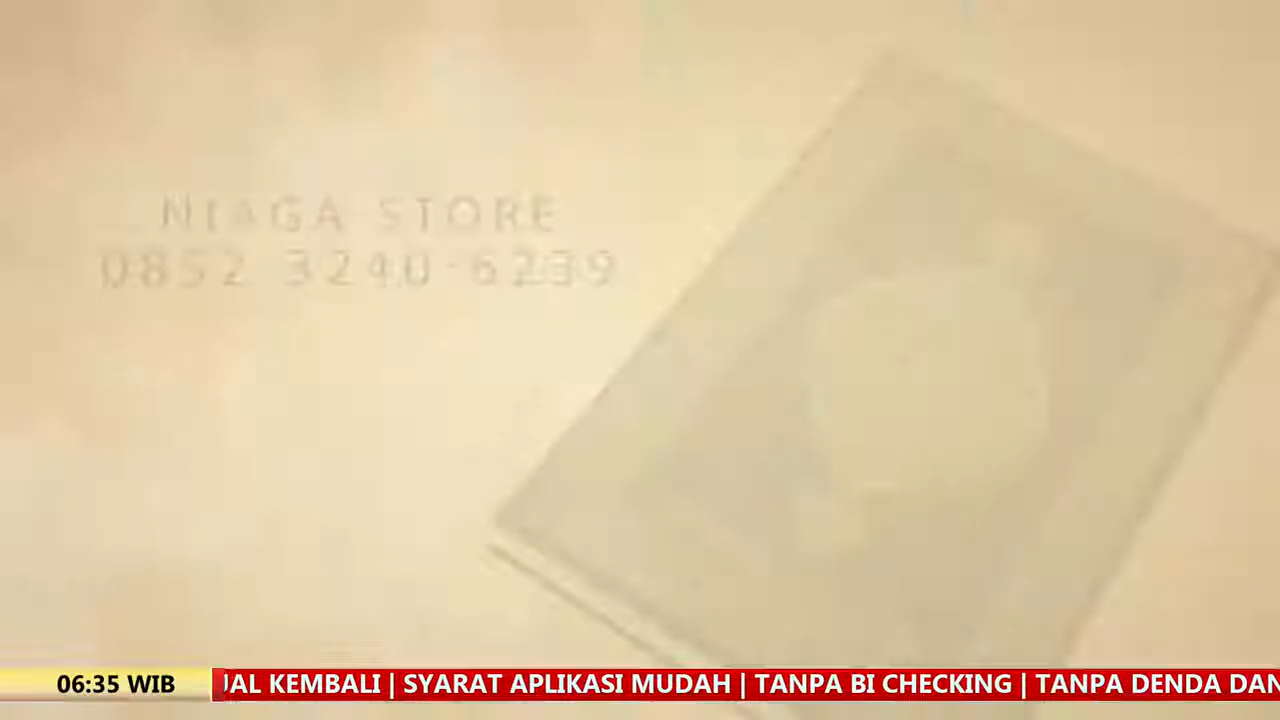 NIAGA STORE
0852 3240 6239
06:35 WIB
JAL KEMBALI | SYARAT APLIKASI MUDAH | TANPA BI CHECKING | TANPA DENDA DAN